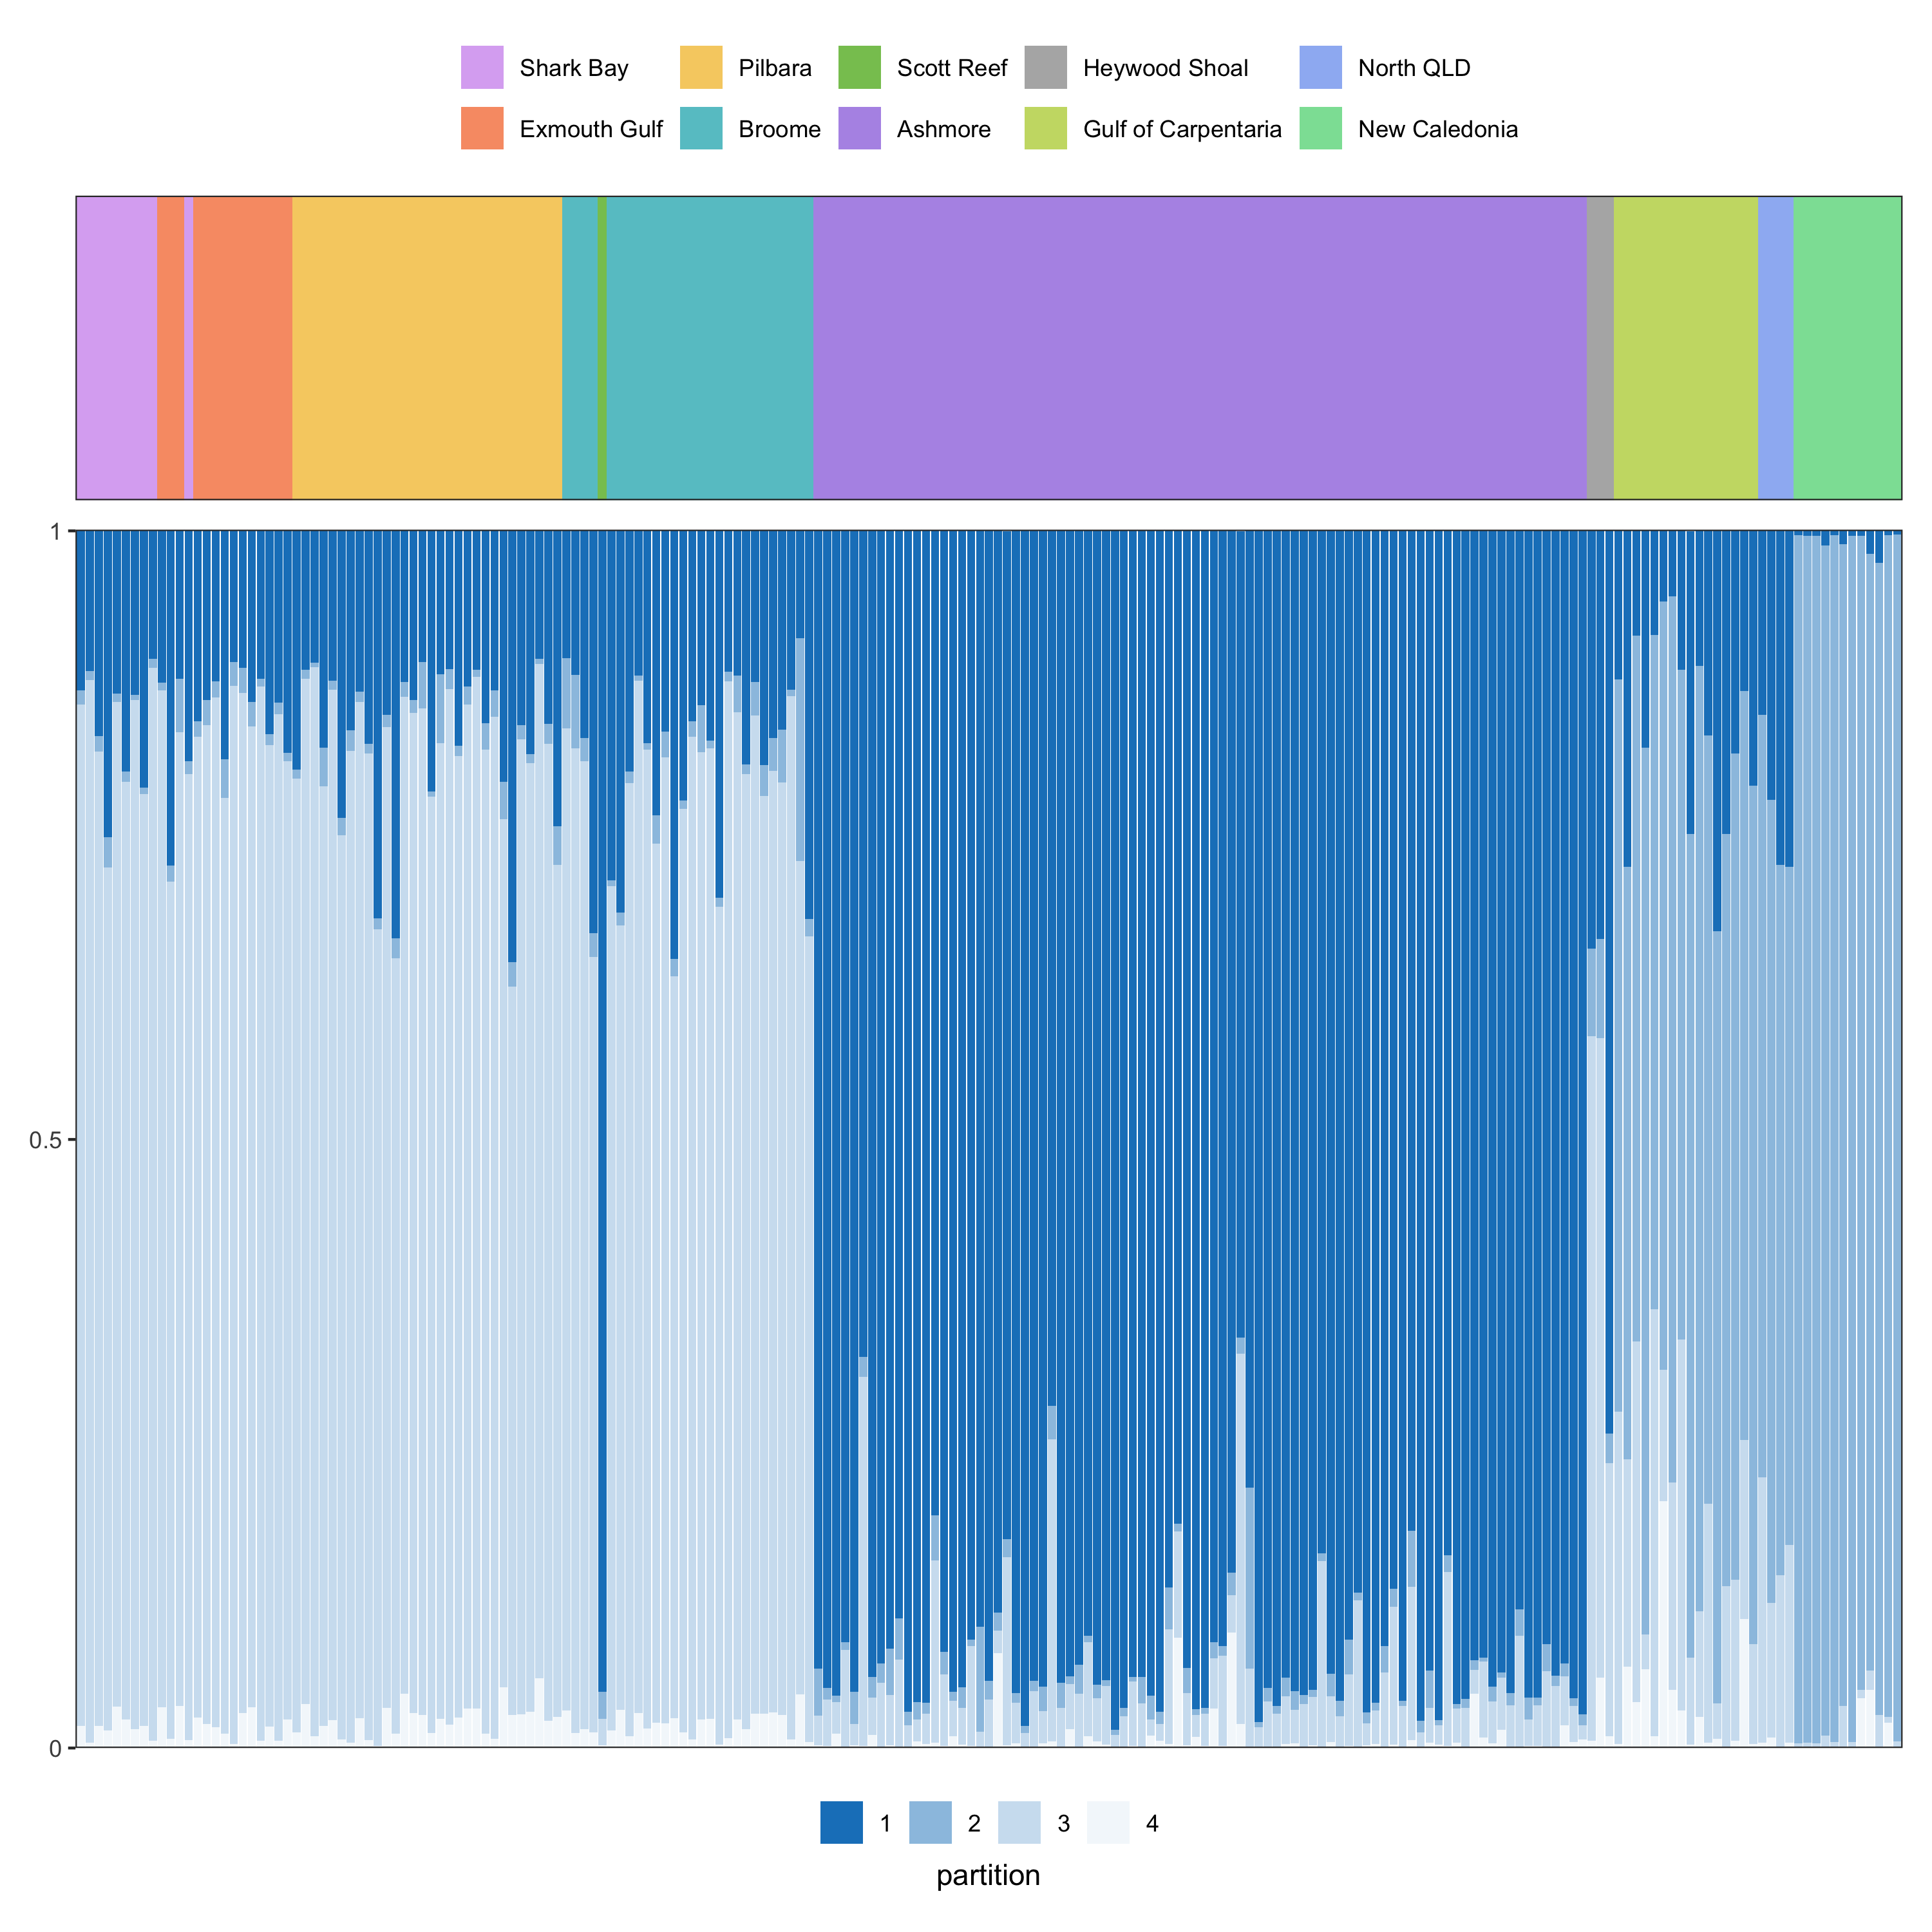 Shark Bay Pilbara Scott Reef Heywood Shoal North QLD
Exmouth Gulf Broome Ashmore Gulf of Carpentaria New Caledonia
1
0.5
0
1 2 3 4
partition